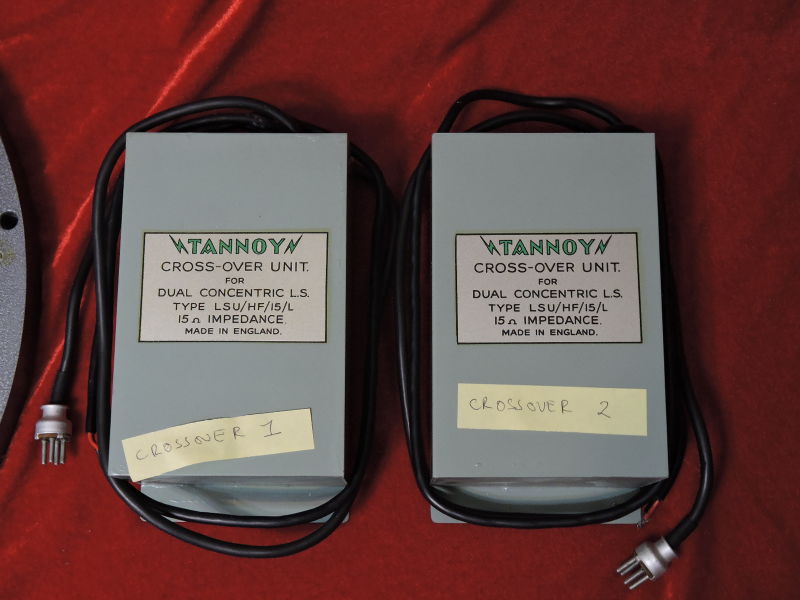 TANNOY
CROSS-OVER UNIT.
FOR
DUAL CONCENTRIC L.S.
TYPE LSU/HF/15/L
15Ω IMPEDANCE.
MADE IN ENGLAND.
CROSSOVER 1
TANNOY
CROSS-OVER UNIT.
FOR
DUAL CONCENTRIC L.S.
TYPE LSU/HF/15/L
15Ω IMPEDANCE.
MADE IN ENGLAND.
CROSSOVER 2